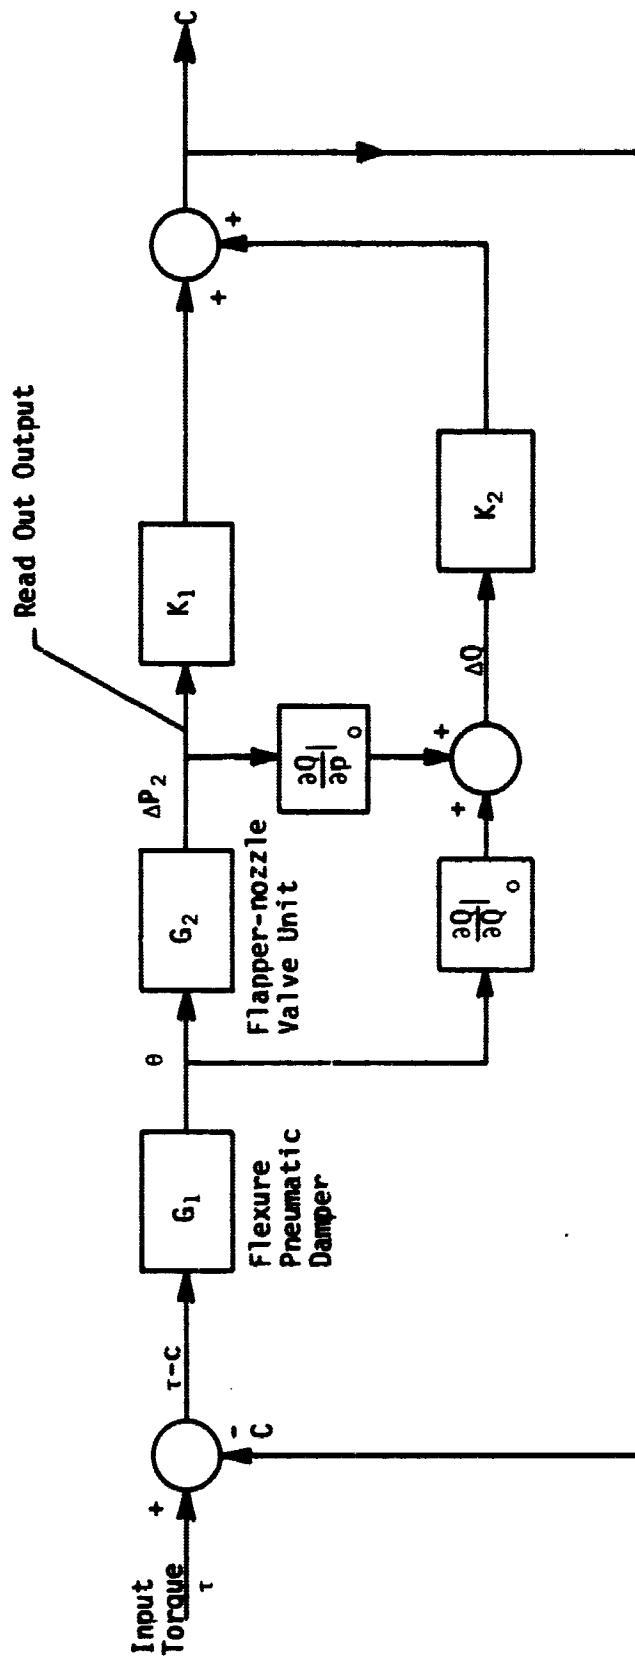 Read Out Output
Input
Torque
τ
+
-
C
τ-C
G₁
Flexure
Pneumatic
Damper
θ
G₂
Flapper-nozzle
Valve Unit
ΔP₂
K₁
+
+
C
∂Q/∂p|o
∂Q/∂θ|o
+
+
ΔQ
K₂